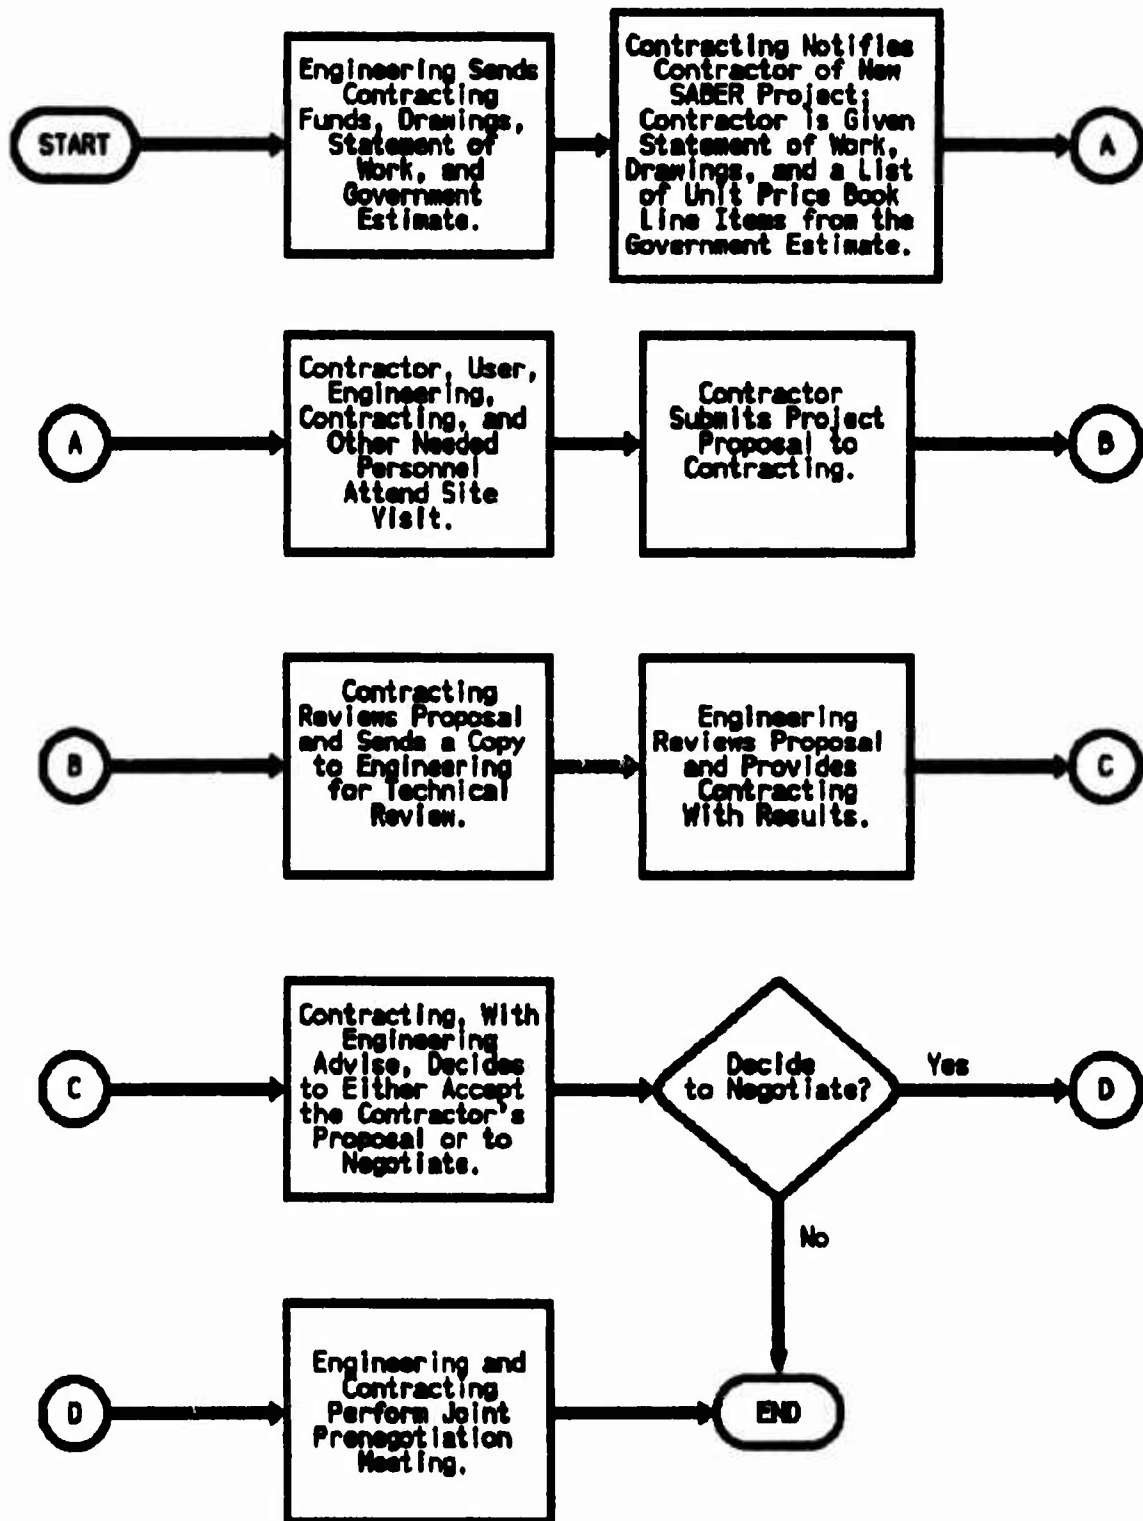 START
Engineering Sends
Contracting
Funds, Drawings,
Statement of
Work, and
Government
Estimate.
Contracting Notifies
Contractor of New
SABER Project;
Contractor is Given
Statement of Work,
Drawings, and a List
of Unit Price Book
Line Items from the
Government Estimate.
A
A
Contractor, User,
Engineering,
Contracting, and
Other Needed
Personnel
Attend Site
Visit.
Contractor
Submits Project
Proposal to
Contracting.
B
B
Contracting
Reviews Proposal
and Sends a Copy
to Engineering
for Technical
Review.
Engineering
Reviews Proposal
and Provides
Contracting
With Results.
C
C
Contracting, With
Engineering
Advise, Decides
to Either Accept
the Contractor's
Proposal or to
Negotiate.
Decide
to Negotiate?
Yes
D
No
D
Engineering and
Contracting
Perform Joint
Prenegotiation
Meeting.
END